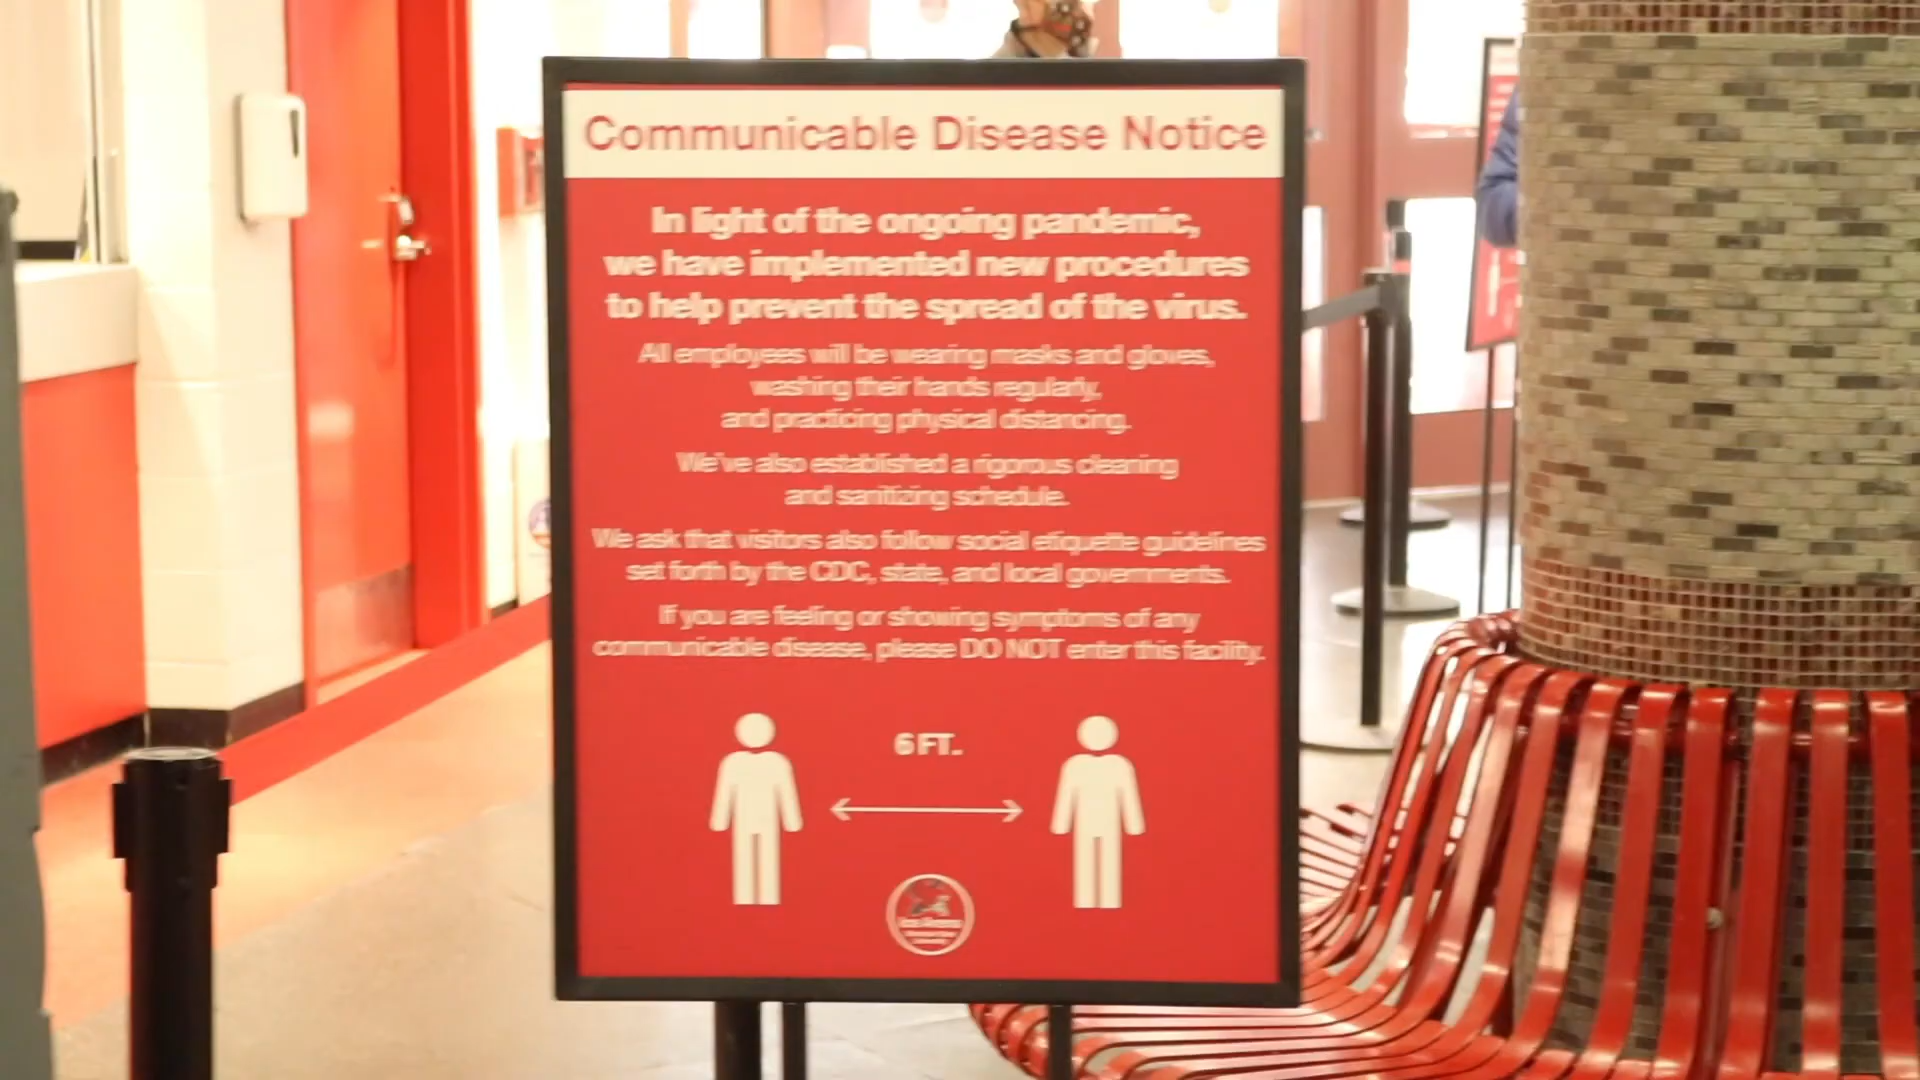 Communicable Disease Notice
In light of the ongoing pandemic,
we have implemented new procedures
to help prevent the spread of the virus.
All employees will be wearing masks and gloves,
washing their hands regularly,
and practicing physical distancing.
We've also established a rigorous cleaning
and sanitizing schedule.
We ask that visitors also follow social etiquette guidelines
set forth by the CDC, state, and local governments.
If you are feeling or showing symptoms of any
communicable disease, please DO NOT enter this facility.
6 FT.